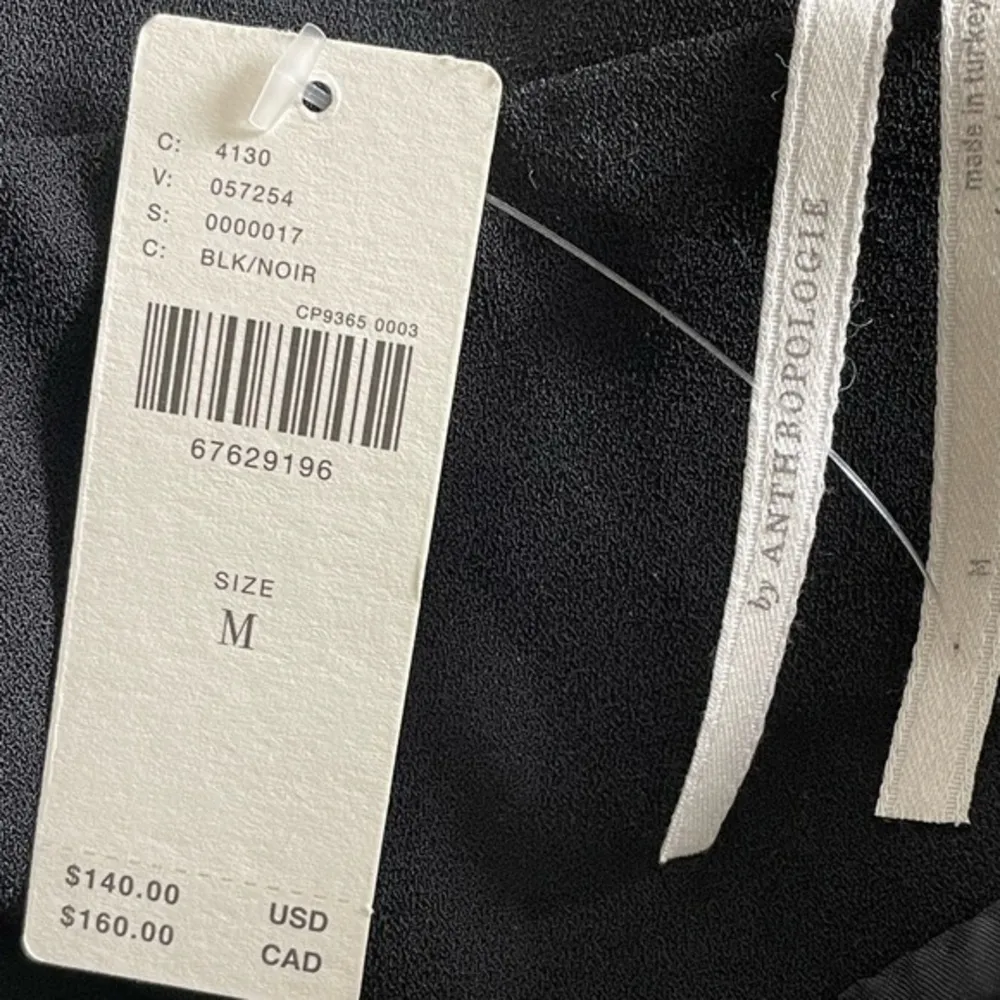 C: 4130
V: 057254
S: 0000017
C: BLK/NOIR
CP9365 0003
67629196
SIZE
M
$140.00 USD
$160.00 CAD
by ANTHROPOLOGIE
made in turkey
M